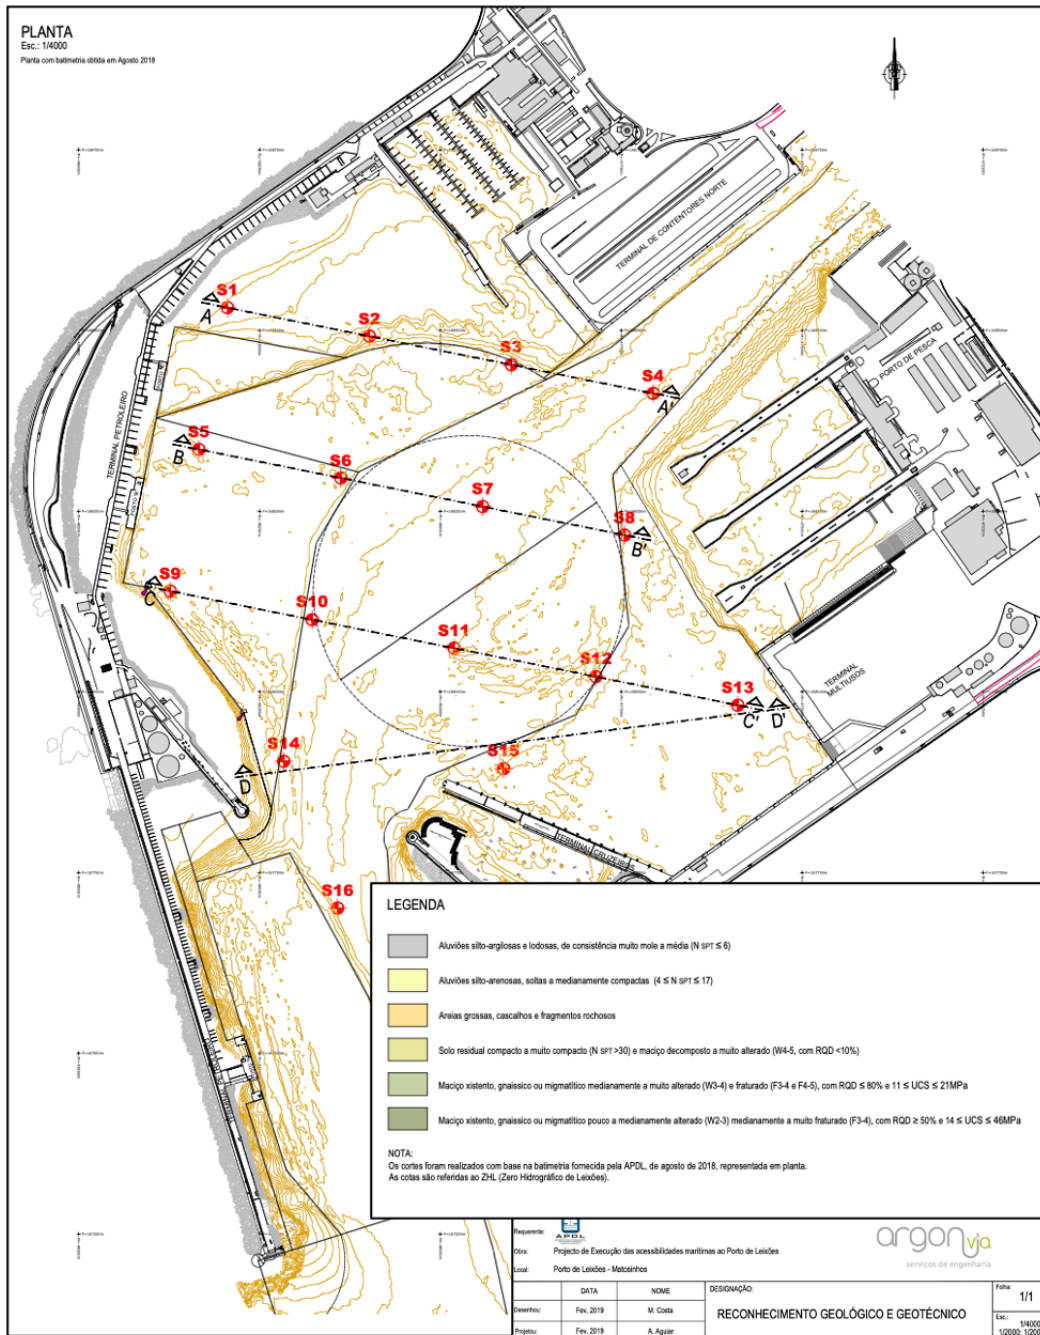 PLANTA
Esc.: 1/4000
Planta com batimetria obtida em Agosto 2018
TERMINAL DE CONTENTORES NORTE
PORTO DE PESCA
TERMINAL PETROLEIRO
S1
A
S2
S3
S4
A'
S5
B
S6
S7
S8
B'
S9
C
S10
S11
S12
S13
C'
D'
TERMINAL
MULTIUSOS
S14
D
S15
TERMINAL CRUZEIROS
S16
LEGENDA
Aluviões silto-argilosas e lodosas, de consistência muito mole a média (N SPT ≤ 6)
Aluviões silto-arenosas, soltas a medianamente compactas (4 ≤ N SPT ≤ 17)
Areias grossas, cascalhos e fragmentos rochosos
Solo residual compacto a muito compacto (N SPT >30) e maciço decomposto a muito alterado (W4-5, com RQD <10%)
Maciço xistento, gnaissico ou migmatítico medianamente a muito alterado (W3-4) e fraturado (F3-4 e F4-5), com RQD ≤ 80% e 11 ≤ UCS ≤ 21MPa
Maciço xistento, gnaissico ou migmatítico pouco a medianamente alterado (W2-3) medianamente a muito fraturado (F3-4), com RQD ≥ 50% e 14 ≤ UCS ≤ 46MPa
NOTA:
Os cortes foram realizados com base na batimetria fornecida pela APDL, de agosto de 2018, representada em planta.
As cotas são referidas ao ZHL (Zero Hidrográfico de Leixões).
Requerente:
APDL
Obra: Projecto de Execução das acessibilidades marítimas ao Porto de Leixões
Local: Porto de Leixões - Matosinhos
argonvia
serviços de engenharia
DATA NOME
Desenhou: Fev. 2019 M. Costa
Projetou: Fev. 2019 A. Aguiar
DESIGNAÇÃO:
RECONHECIMENTO GEOLÓGICO E GEOTÉCNICO
Folha:
1/1
Esc.:
1/4000